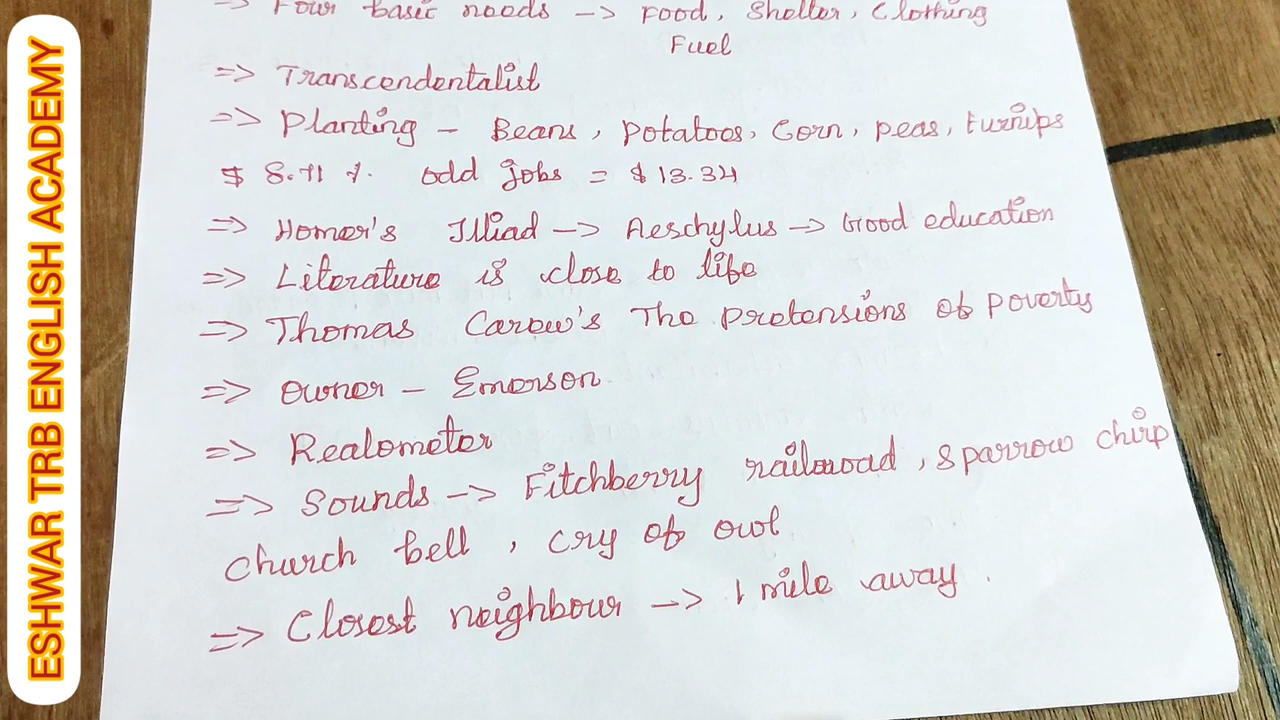 ESHWAR TRB ENGLISH ACADEMY
=> Four basic needs -> Food, Shelter, Clothing
Fuel
=> Transcendentalist
=> Planting - Beans, potatoes, Corn, peas, turnips
$ 8.71 odd jobs = $ 13.34
=> Homer's Illiad -> Aeschylus -> Good education
=> Literature is close to life
=> Thomas Carew's The pretensions of poverty
=> Owner - Emerson
=> Realometer
=> Sounds -> Fitchberry railroad, sparrow chirp
church bell, cry of owl
=> Closest neighbour -> 1 mile away.